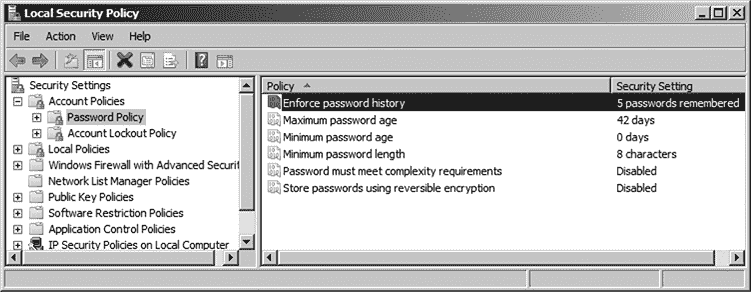 Local Security Policy
File Action View Help
Security Settings
Account Policies
Password Policy
Account Lockout Policy
Local Policies
Windows Firewall with Advanced Securit
Network List Manager Policies
Public Key Policies
Software Restriction Policies
Application Control Policies
IP Security Policies on Local Computer
Policy Security Setting
Enforce password history 5 passwords remembered
Maximum password age 42 days
Minimum password age 0 days
Minimum password length 8 characters
Password must meet complexity requirements Disabled
Store passwords using reversible encryption Disabled